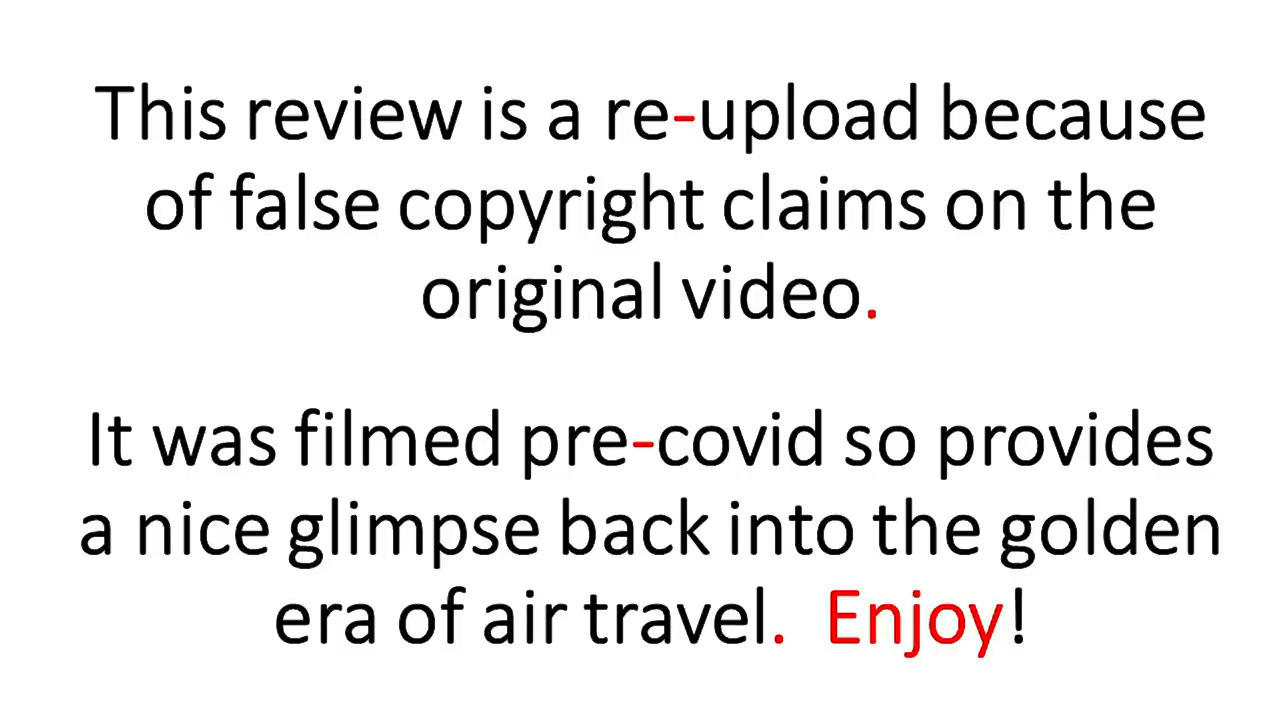 This review is a re-upload because
of false copyright claims on the
original video.
It was filmed pre-covid so provides
a nice glimpse back into the golden
era of air travel.  Enjoy!